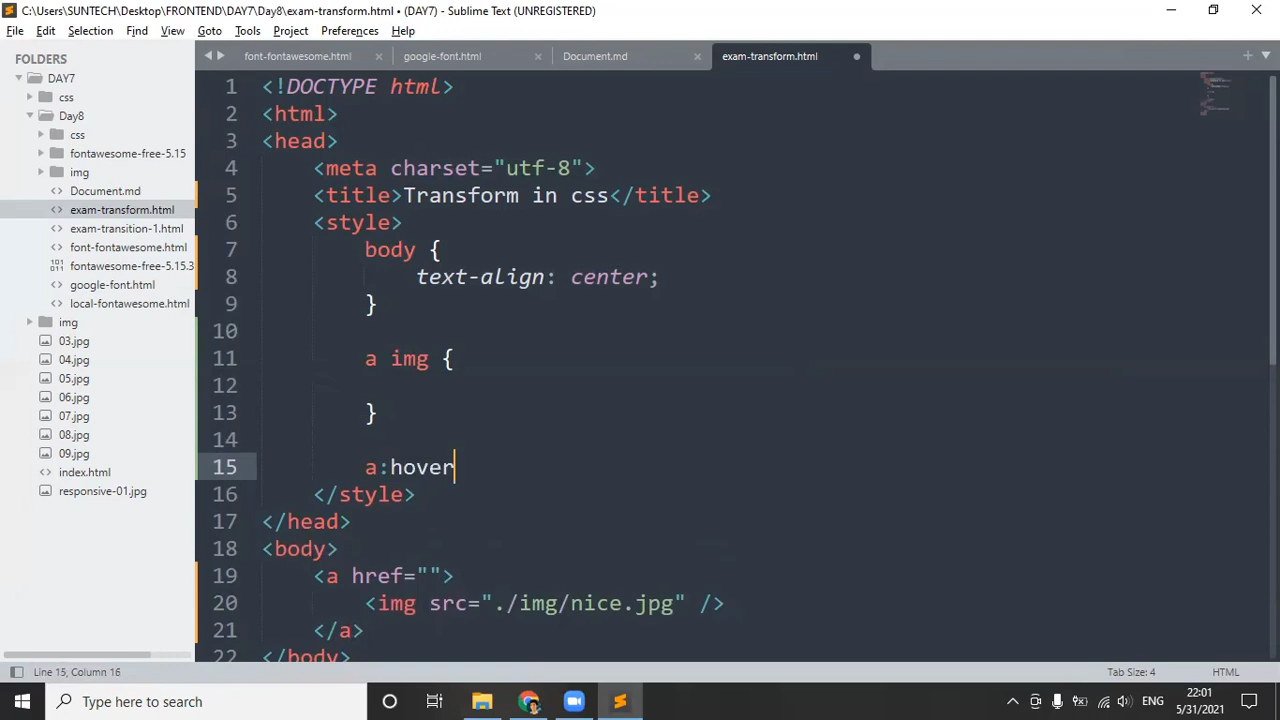 C:\Users\SUNTECH\Desktop\FRONTEND\DAY7\Day8\exam-transform.html • (DAY7) - Sublime Text (UNREGISTERED)
File Edit Selection Find View Goto Tools Project Preferences Help
FOLDERS
DAY7
css
Day8
css
fontawesome-free-5.15
img
Document.md
exam-transform.html
exam-transition-1.html
font-fontawesome.html
fontawesome-free-5.15.3
google-font.html
local-fontawesome.html
img
03.jpg
04.jpg
05.jpg
06.jpg
07.jpg
08.jpg
09.jpg
index.html
responsive-01.jpg
font-fontawesome.html google-font.html Document.md exam-transform.html
1 <!DOCTYPE html>
2 <html>
3 <head>
4 <meta charset="utf-8">
5 <title>Transform in css</title>
6 <style>
7 body {
8 text-align: center;
9 }
10
11 a img {
12
13 }
14
15 a:hover
16 </style>
17 </head>
18 <body>
19 <a href="">
20 <img src="./img/nice.jpg" />
21 </a>
22 </body>
Line 15, Column 16 Tab Size: 4 HTML
Type here to search ENG 22:01
5/31/2021